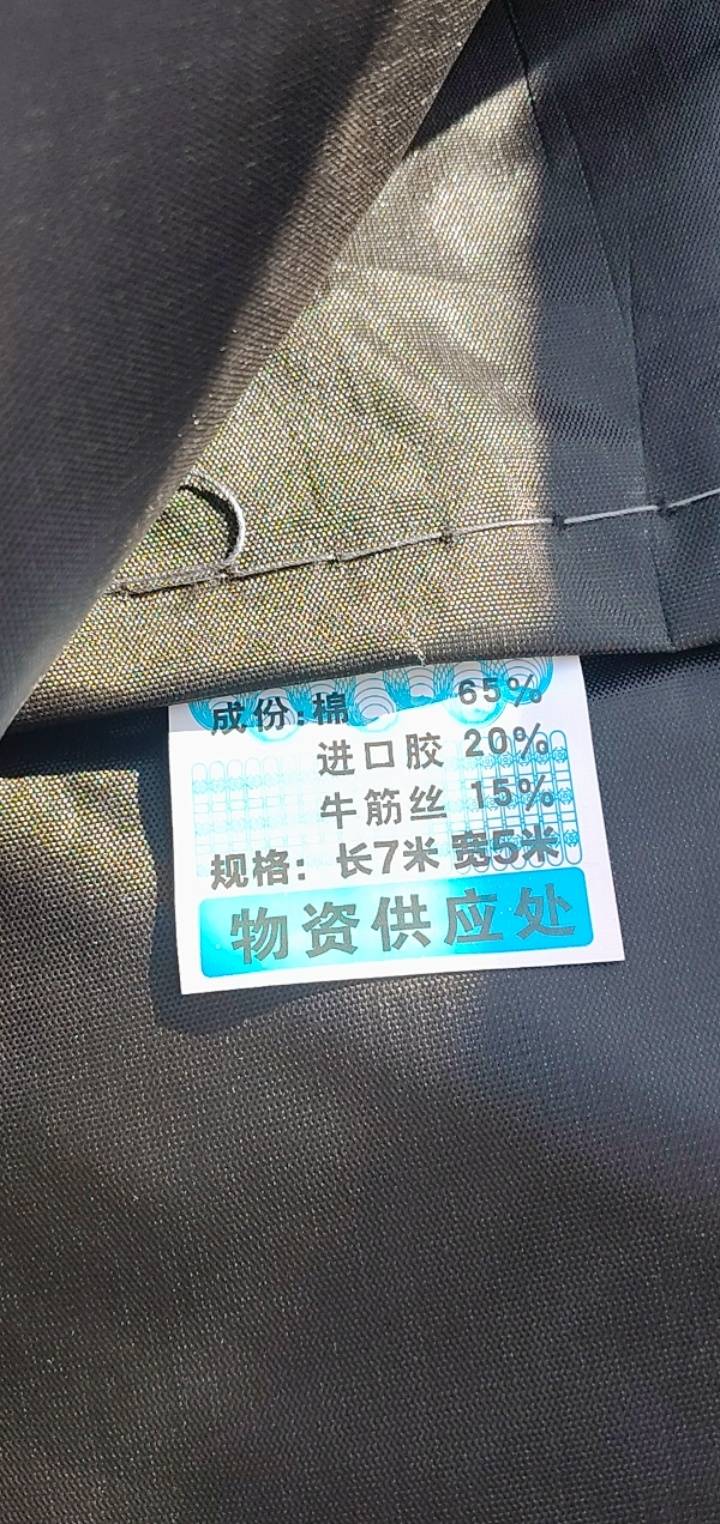 成份:棉 65%
进口胶 20%
牛筋丝 15%
规格: 长7米 宽5米
物资供应处